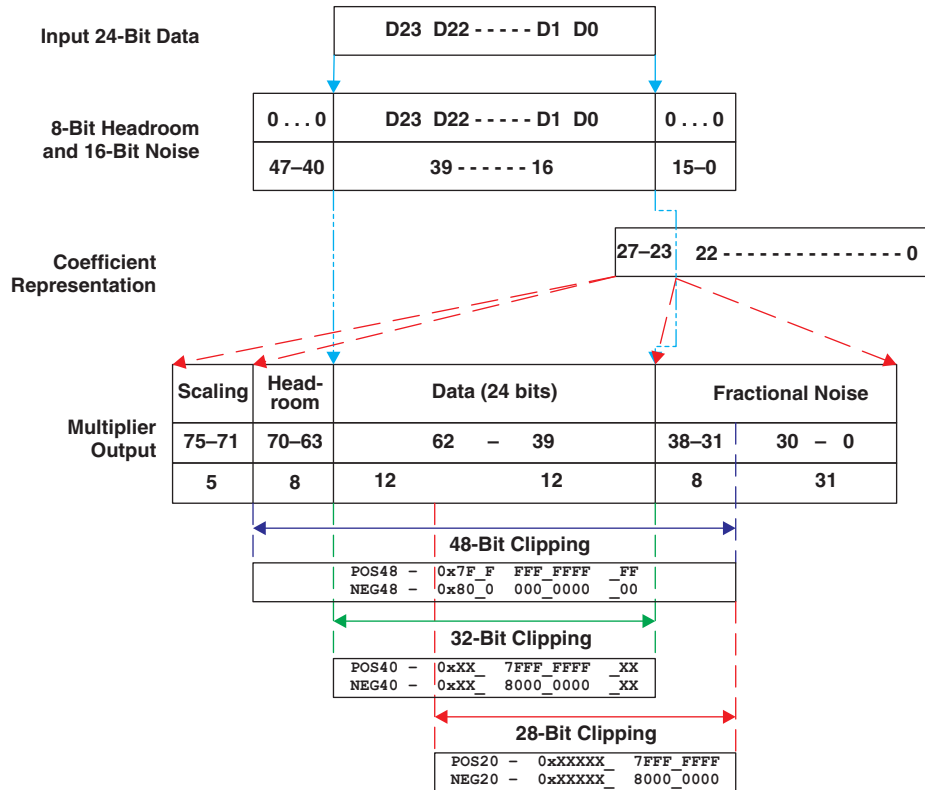 Input 24-Bit Data
D23 D22 - - - - - D1 D0
8-Bit Headroom
and 16-Bit Noise
0 . . . 0 D23 D22 - - - - - D1 D0 0 . . . 0
47–40 39 - - - - - - 16 15–0
Coefficient
Representation
27–23 22 - - - - - - - - - - - - - - - 0
Multiplier
Output
Scaling Head-
room Data (24 bits) Fractional Noise
75–71 70–63 62 – 39 38–31 30 – 0
5 8 12 12 8 31
48-Bit Clipping
POS48 – 0x7F_F FFF_FFFF _FF
NEG48 – 0x80_0 000_0000 _00
32-Bit Clipping
POS40 – 0xXX_ 7FFF_FFFF _XX
NEG40 – 0xXX_ 8000_0000 _XX
28-Bit Clipping
POS20 – 0xXXXXX_ 7FFF_FFFF
NEG20 – 0xXXXXX_ 8000_0000